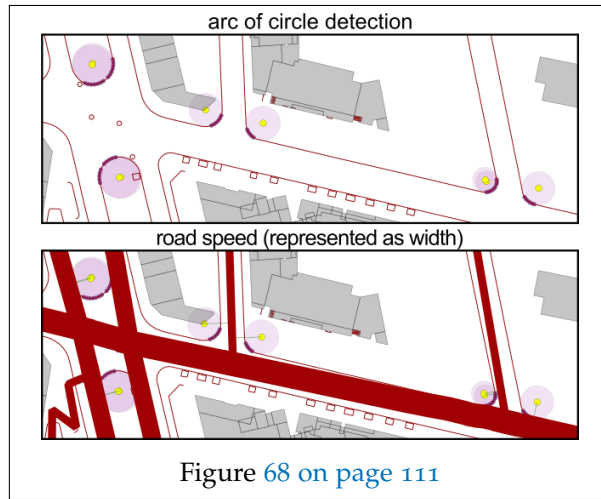 arc of circle detection
road speed (represented as width)
Figure 68 on page 111